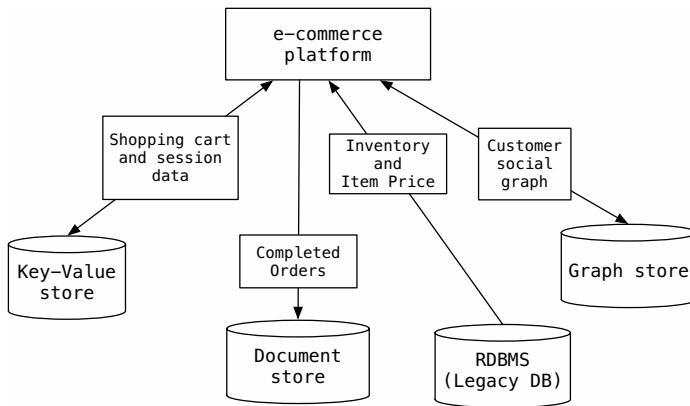 e-commerce
platform
Shopping cart
and session
data
Inventory
and
Item Price
Customer
social
graph
Completed
Orders
Key-Value
store
Graph store
Document
store
RDBMS
(Legacy DB)